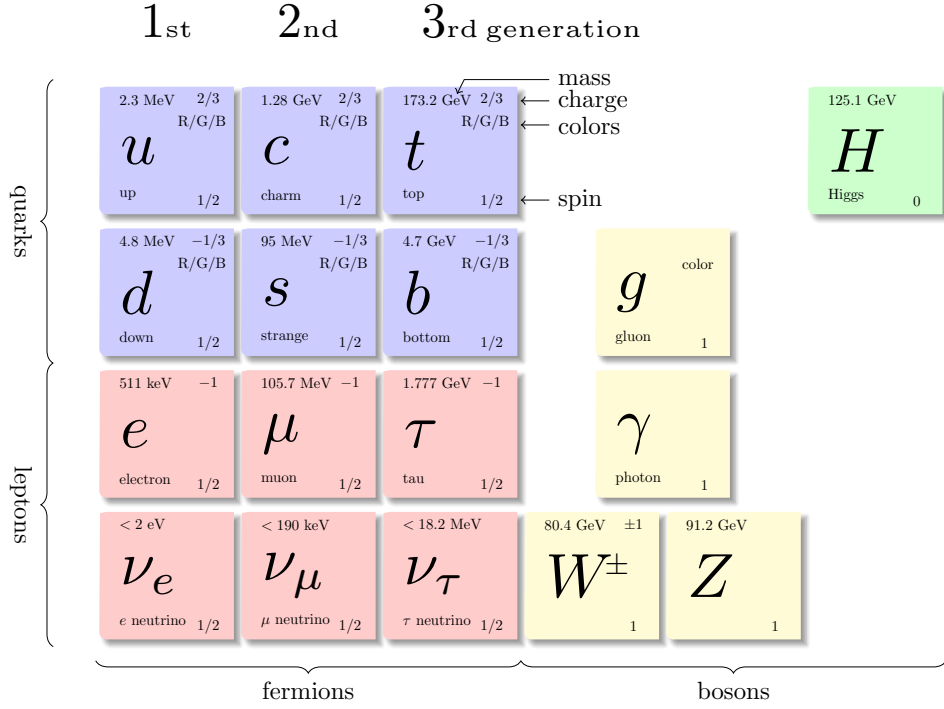 1st 2nd 3rd generation
mass
charge
colors
spin
quarks
leptons
2.3 MeV 2/3
R/G/B
u
up
1/2
1.28 GeV 2/3
R/G/B
c
charm
1/2
173.2 GeV 2/3
R/G/B
t
top
1/2
125.1 GeV
H
Higgs
0
4.8 MeV −1/3
R/G/B
d
down
1/2
95 MeV −1/3
R/G/B
s
strange
1/2
4.7 GeV −1/3
R/G/B
b
bottom
1/2
color
g
gluon
1
511 keV −1
e
electron
1/2
105.7 MeV −1
μ
muon
1/2
1.777 GeV −1
τ
tau
1/2
γ
photon
1
< 2 eV
νe
e neutrino
1/2
< 190 keV
νμ
μ neutrino
1/2
< 18.2 MeV
ντ
τ neutrino
1/2
80.4 GeV ±1
W±
1
91.2 GeV
Z
1
fermions
bosons